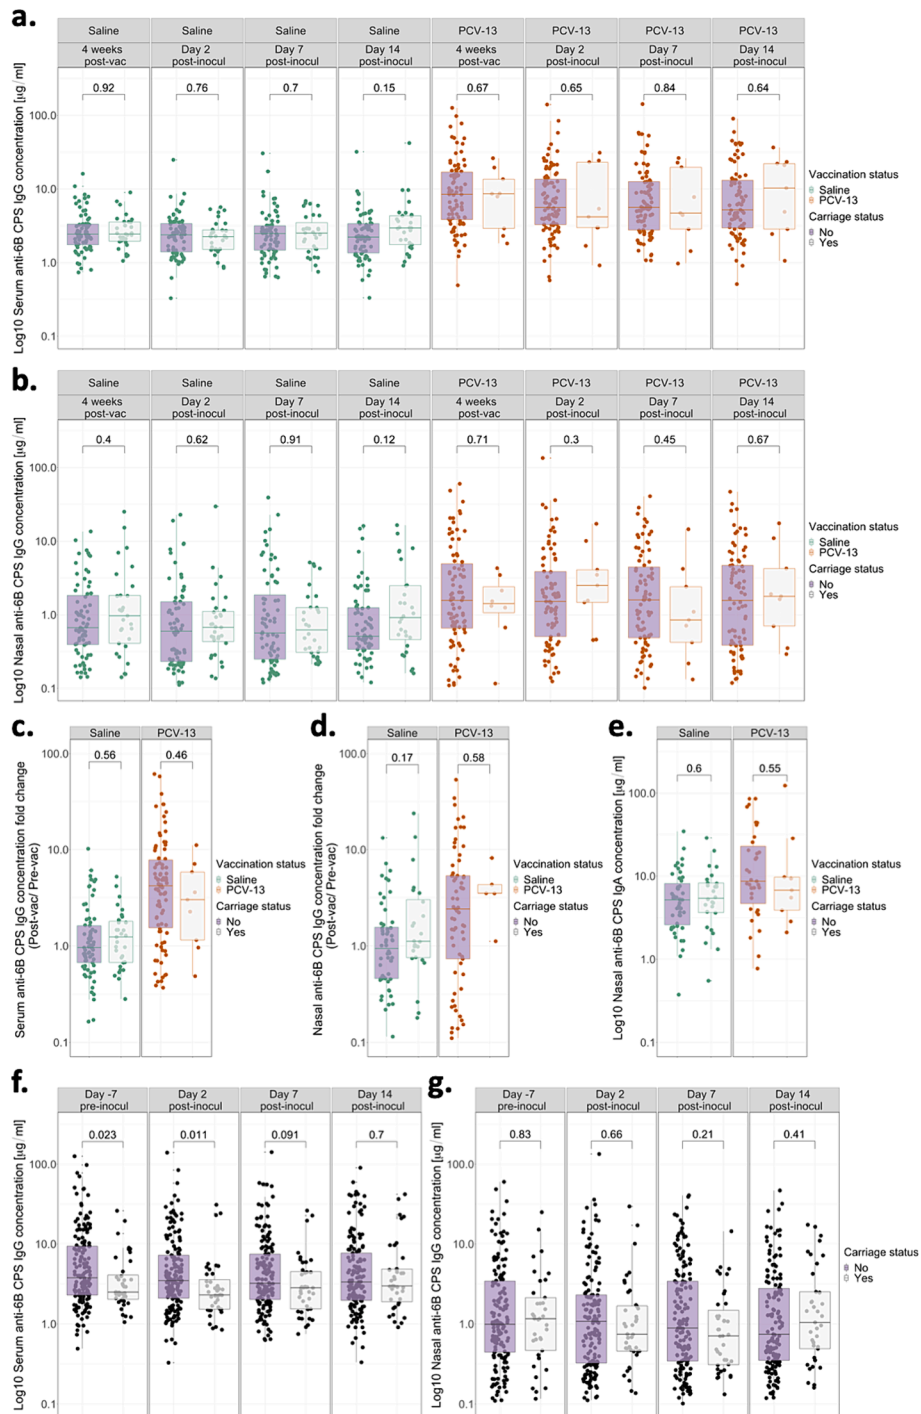 a.
Saline Saline Saline Saline PCV-13 PCV-13 PCV-13 PCV-13
4 weeks post-vac Day 2 post-inocul Day 7 post-inocul Day 14 post-inocul 4 weeks post-vac Day 2 post-inocul Day 7 post-inocul Day 14 post-inocul
0.92 0.76 0.7 0.15 0.67 0.65 0.84 0.64
Log10 Serum anti-6B CPS IgG concentration [µg/ml]
100.0
10.0
1.0
0.1
Vaccination status
Saline
PCV-13
Carriage status
No
Yes
b.
Saline Saline Saline Saline PCV-13 PCV-13 PCV-13 PCV-13
4 weeks post-vac Day 2 post-inocul Day 7 post-inocul Day 14 post-inocul 4 weeks post-vac Day 2 post-inocul Day 7 post-inocul Day 14 post-inocul
0.4 0.62 0.91 0.12 0.71 0.3 0.45 0.67
Log10 Nasal anti-6B CPS IgG concentration [µg/ml]
100.0
10.0
1.0
0.1
Vaccination status
Saline
PCV-13
Carriage status
No
Yes
c.
Saline PCV-13
0.56 0.46
Serum anti-6B CPS IgG concentration fold change
(Post-vac/ Pre-vac)
100.0
10.0
1.0
0.1
Vaccination status
Saline
PCV-13
Carriage status
No
Yes
d.
Saline PCV-13
0.17 0.58
Nasal anti-6B CPS IgG concentration fold change
(Post-vac/ Pre-vac)
100.0
10.0
1.0
0.1
Vaccination status
Saline
PCV-13
Carriage status
No
Yes
e.
Saline PCV-13
0.6 0.55
Log10 Nasal anti-6B CPS IgA concentration [µg/ml]
100.0
10.0
1.0
0.1
Vaccination status
Saline
PCV-13
Carriage status
No
Yes
f.
Day -7 pre-inocul Day 2 post-inocul Day 7 post-inocul Day 14 post-inocul
0.023 0.011 0.091 0.7
Log10 Serum anti-6B CPS IgG concentration [µg/ml]
100.0
10.0
1.0
0.1
g.
Day -7 pre-inocul Day 2 post-inocul Day 7 post-inocul Day 14 post-inocul
0.83 0.66 0.21 0.41
Log10 Nasal anti-6B CPS IgG concentration [µg/ml]
100.0
10.0
1.0
0.1
Carriage status
No
Yes